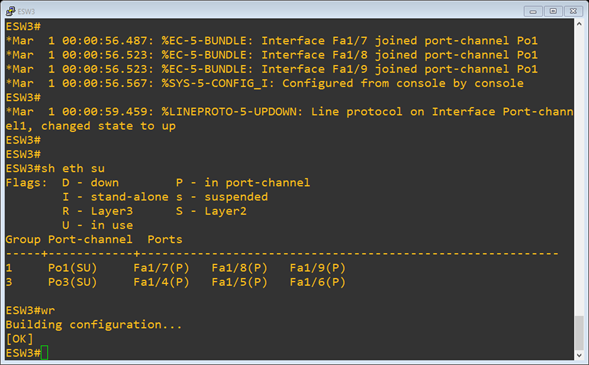 ESW3
ESW3#
*Mar  1 00:00:56.487: %EC-5-BUNDLE: Interface Fa1/7 joined port-channel Po1
*Mar  1 00:00:56.523: %EC-5-BUNDLE: Interface Fa1/8 joined port-channel Po1
*Mar  1 00:00:56.523: %EC-5-BUNDLE: Interface Fa1/9 joined port-channel Po1
*Mar  1 00:00:56.567: %SYS-5-CONFIG_I: Configured from console by console
ESW3#
*Mar  1 00:00:59.459: %LINEPROTO-5-UPDOWN: Line protocol on Interface Port-chann
el1, changed state to up
ESW3#
ESW3#
ESW3#sh eth su
Flags:  D - down        P - in port-channel
        I - stand-alone s - suspended
        R - Layer3      S - Layer2
        U - in use
Group Port-channel  Ports
-----+------------+-----------------------------------------------------------
1     Po1(SU)     Fa1/7(P)   Fa1/8(P)   Fa1/9(P)
3     Po3(SU)     Fa1/4(P)   Fa1/5(P)   Fa1/6(P)
ESW3#wr
Building configuration...
[OK]
ESW3#